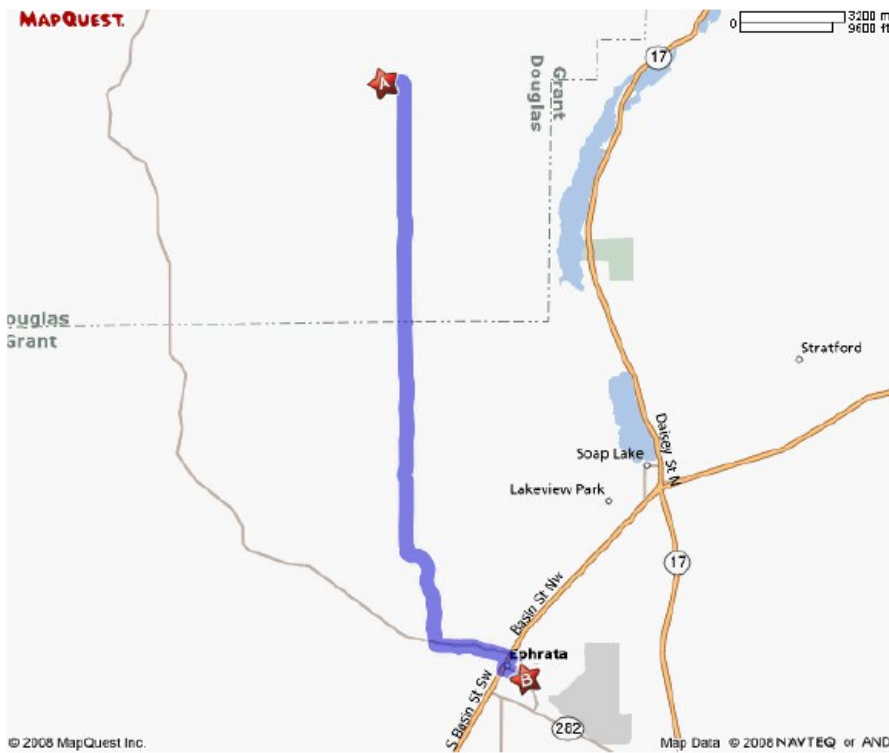 MAPQUEST.
0
3200 m
9600 ft
17
A
Grant
Douglas
ouglas
Grant
Stratford
Daisey St N
Soap Lake
Lakeview Park
17
Basin St NW
Ephrata
B
S Basin St SW
282
© 2008 MapQuest Inc.
Map Data © 2008 NAVTEQ or AND